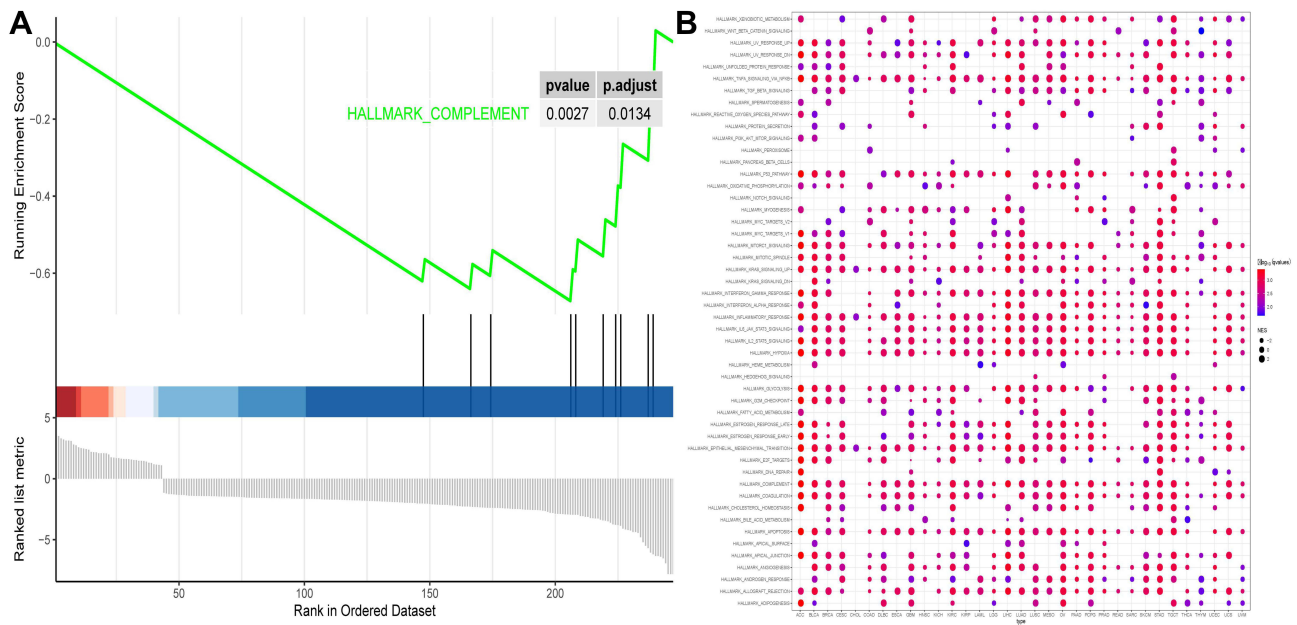 A
B
0.0
−0.2
−0.4
−0.6
Running Enrichment Score
pvalue
p.adjust
HALLMARK_COMPLEMENT
0.0027
0.0134
5
0
−5
Ranked list metric
50
100
150
200
Rank in Ordered Dataset
HALLMARK_XENOBIOTIC_METABOLISM
HALLMARK_WNT_BETA_CATENIN_SIGNALING
HALLMARK_UV_RESPONSE_UP
HALLMARK_UV_RESPONSE_DN
HALLMARK_UNFOLDED_PROTEIN_RESPONSE
HALLMARK_TNFA_SIGNALING_VIA_NFKB
HALLMARK_TGF_BETA_SIGNALING
HALLMARK_SPERMATOGENESIS
HALLMARK_REACTIVE_OXYGEN_SPECIES_PATHWAY
HALLMARK_PROTEIN_SECRETION
HALLMARK_PI3K_AKT_MTOR_SIGNALING
HALLMARK_PEROXISOME
HALLMARK_PANCREAS_BETA_CELLS
HALLMARK_P53_PATHWAY
HALLMARK_OXIDATIVE_PHOSPHORYLATION
HALLMARK_NOTCH_SIGNALING
HALLMARK_MYOGENESIS
HALLMARK_MYC_TARGETS_V2
HALLMARK_MYC_TARGETS_V1
HALLMARK_MTORC1_SIGNALING
HALLMARK_MITOTIC_SPINDLE
HALLMARK_KRAS_SIGNALING_UP
HALLMARK_KRAS_SIGNALING_DN
HALLMARK_INTERFERON_GAMMA_RESPONSE
HALLMARK_INTERFERON_ALPHA_RESPONSE
HALLMARK_INFLAMMATORY_RESPONSE
HALLMARK_IL6_JAK_STAT3_SIGNALING
HALLMARK_IL2_STAT5_SIGNALING
HALLMARK_HYPOXIA
HALLMARK_HEME_METABOLISM
HALLMARK_HEDGEHOG_SIGNALING
HALLMARK_GLYCOLYSIS
HALLMARK_G2M_CHECKPOINT
HALLMARK_FATTY_ACID_METABOLISM
HALLMARK_ESTROGEN_RESPONSE_LATE
HALLMARK_ESTROGEN_RESPONSE_EARLY
HALLMARK_EPITHELIAL_MESENCHYMAL_TRANSITION
HALLMARK_E2F_TARGETS
HALLMARK_DNA_REPAIR
HALLMARK_COMPLEMENT
HALLMARK_COAGULATION
HALLMARK_CHOLESTEROL_HOMEOSTASIS
HALLMARK_BILE_ACID_METABOLISM
HALLMARK_APOPTOSIS
HALLMARK_APICAL_SURFACE
HALLMARK_APICAL_JUNCTION
HALLMARK_ANGIOGENESIS
HALLMARK_ANDROGEN_RESPONSE
HALLMARK_ALLOGRAFT_REJECTION
HALLMARK_ADIPOGENESIS
ACC BLCA BRCA CESC CHOL COAD DLBC ESCA GBM HNSC KICH KIRC KIRP LAML LGG LIHC LUAD LUSC MESO OV PAAD PCPG PRAD READ SARC SKCM STAD TGCT THCA THYM UCEC UCS UVM
type
3.0
2.5
2.0
NES